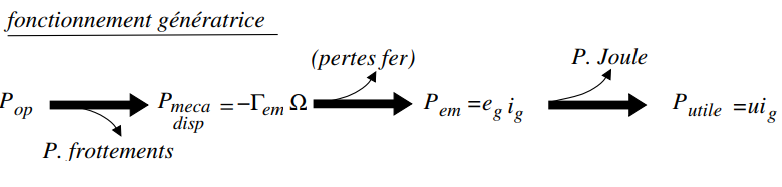 fonctionnement génératrice
(pertes fer)
P. Joule
P_op
P_meca disp = -Γ_em Ω
P_em = e_g i_g
P_utile = ui_g
P. frottements